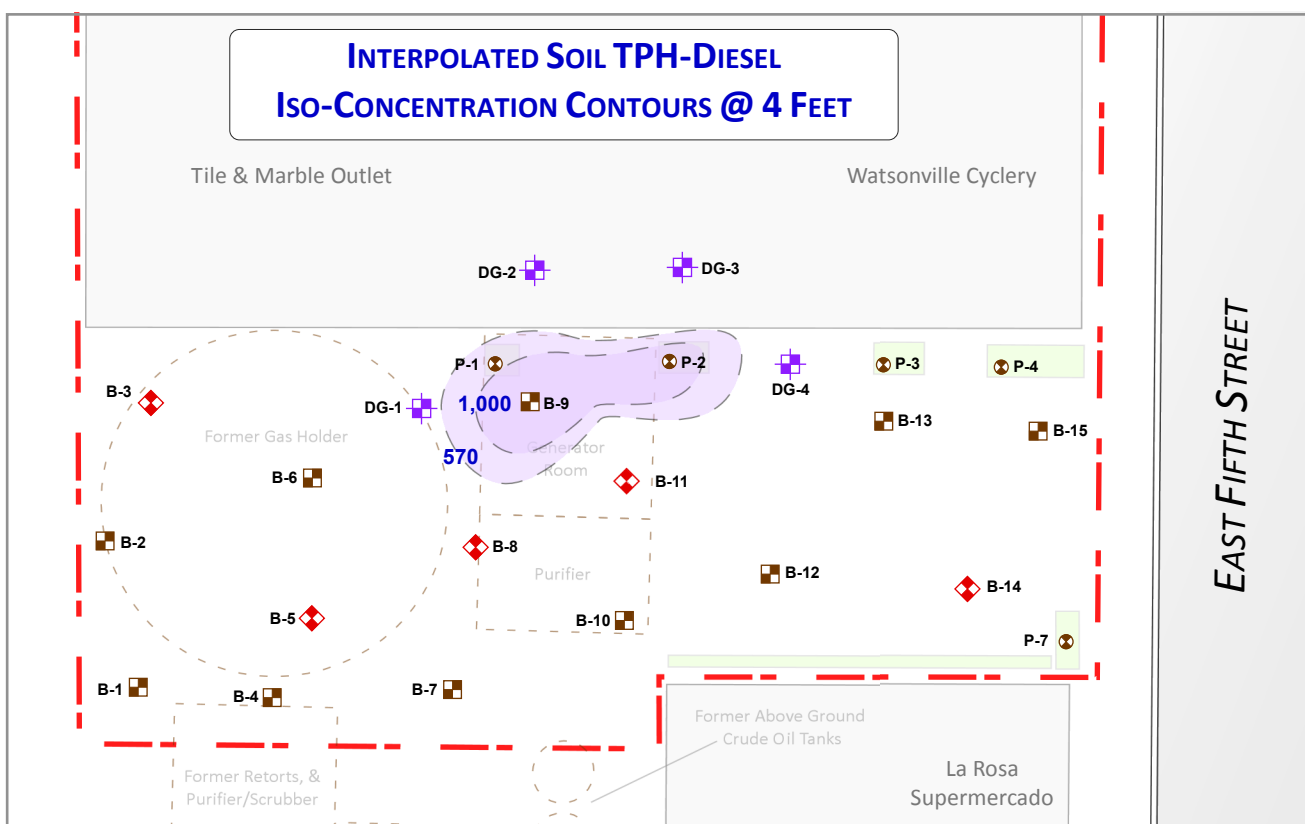 INTERPOLATED SOIL TPH-DIESEL
ISO-CONCENTRATION CONTOURS @ 4 FEET
Tile & Marble Outlet
Watsonville Cyclery
DG-2
DG-3
P-1
P-2
P-3
P-4
DG-4
B-3
DG-1
1,000
B-9
B-13
B-15
Former Gas Holder
570
Generator
Room
B-6
B-11
B-2
B-8
Purifier
B-12
B-14
B-5
B-10
P-7
B-1
B-4
B-7
Former Above Ground
Crude Oil Tanks
Former Retorts, &
Purifier/Scrubber
La Rosa
Supermercado
EAST FIFTH STREET